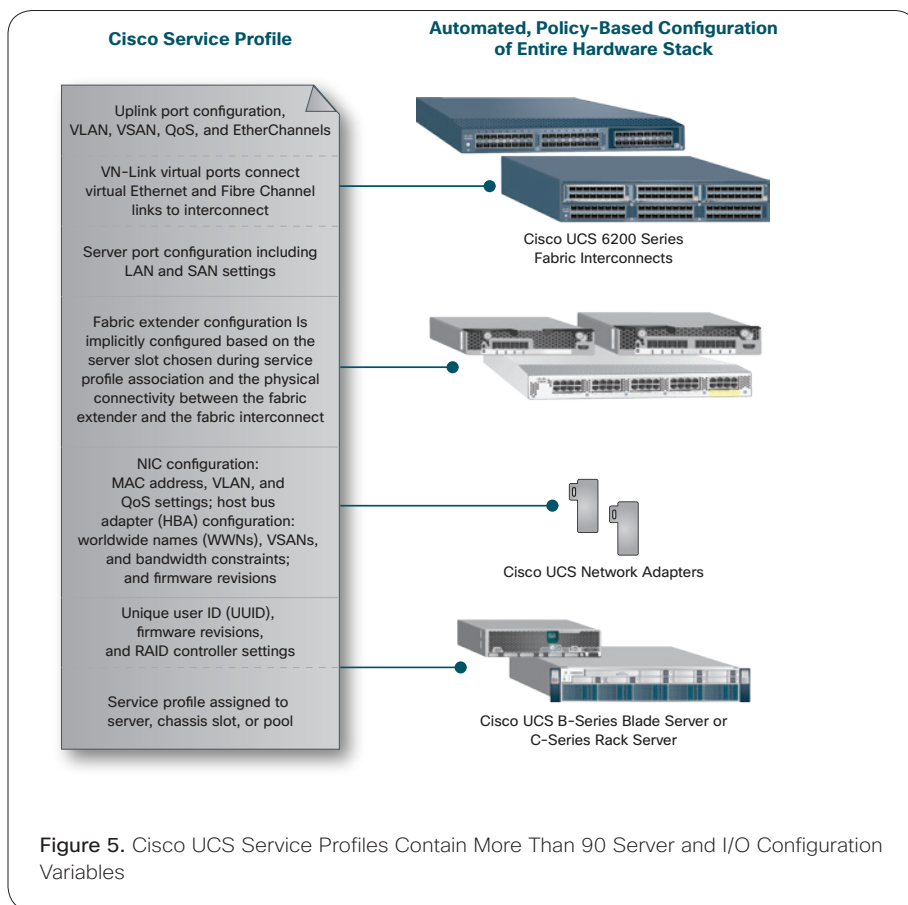 Cisco Service Profile
Automated, Policy-Based Configuration
of Entire Hardware Stack
Uplink port configuration,
VLAN, VSAN, QoS, and EtherChannels
VN-Link virtual ports connect
virtual Ethernet and Fibre Channel
links to interconnect
Server port configuration including
LAN and SAN settings
Fabric extender configuration Is
implicitly configured based on the
server slot chosen during service
profile association and the physical
connectivity between the fabric
extender and the fabric interconnect
NIC configuration:
MAC address, VLAN, and
QoS settings; host bus
adapter (HBA) configuration:
worldwide names (WWNs), VSANs,
and bandwidth constraints;
and firmware revisions
Unique user ID (UUID),
firmware revisions,
and RAID controller settings
Service profile assigned to
server, chassis slot, or pool
Cisco UCS 6200 Series
Fabric Interconnects
Cisco UCS Network Adapters
Cisco UCS B-Series Blade Server or
C-Series Rack Server
Figure 5. Cisco UCS Service Profiles Contain More Than 90 Server and I/O Configuration
Variables